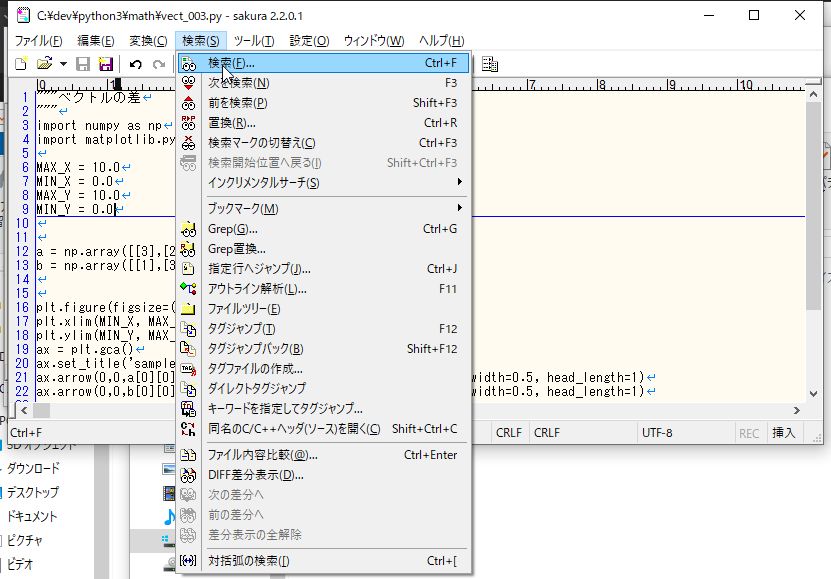 C:¥dev¥python3¥math¥vect_003.py - sakura 2.2.0.1
ファイル(F) 編集(E) 変換(C) 検索(S) ツール(T) 設定(O) ウィンドウ(W) ヘルプ(H)
0 1 7 8 9 10
1 """ベクトルの差
2 """
3 import numpy as np
4 import matplotlib.py
5
6 MAX_X = 10.0
7 MIN_X = 0.0
8 MAX_Y = 10.0
9 MIN_Y = 0.0
10
11
12 a = np.array([[3],[2
13 b = np.array([[1],[3
14
15
16 plt.figure(figsize=(
17 plt.xlim(MIN_X, MAX_
18 plt.ylim(MIN_Y, MAX_
19 ax = plt.gca()
20 ax.set_title('sample
21 ax.arrow(0,0,a[0][0] width=0.5, head_length=1)
22 ax.arrow(0,0,b[0][0] width=0.5, head_length=1)
検索(F)... Ctrl+F
次を検索(N) F3
前を検索(P) Shift+F3
置換(R)... Ctrl+R
検索マークの切替え(C) Ctrl+F3
検索開始位置へ戻る(I) Shift+Ctrl+F3
インクリメンタルサーチ(S)
ブックマーク(M)
Grep(G)... Ctrl+G
Grep置換...
指定行へジャンプ(J)... Ctrl+J
アウトライン解析(L)... F11
ファイルツリー(E)
タグジャンプ(T) F12
タグジャンプバック(B) Shift+F12
タグファイルの作成...
ダイレクトタグジャンプ
キーワードを指定してタグジャンプ...
同名のC/C++ヘッダ(ソース)を開く(C) Shift+Ctrl+C
ファイル内容比較(@)... Ctrl+Enter
DIFF差分表示(D)...
次の差分へ
前の差分へ
差分表示の全解除
対括弧の検索([) Ctrl+[
Ctrl+F CRLF CRLF UTF-8 REC 挿入
3D オブジェクト
ダウンロード
デスクトップ
ドキュメント
ピクチャ
ビデオ